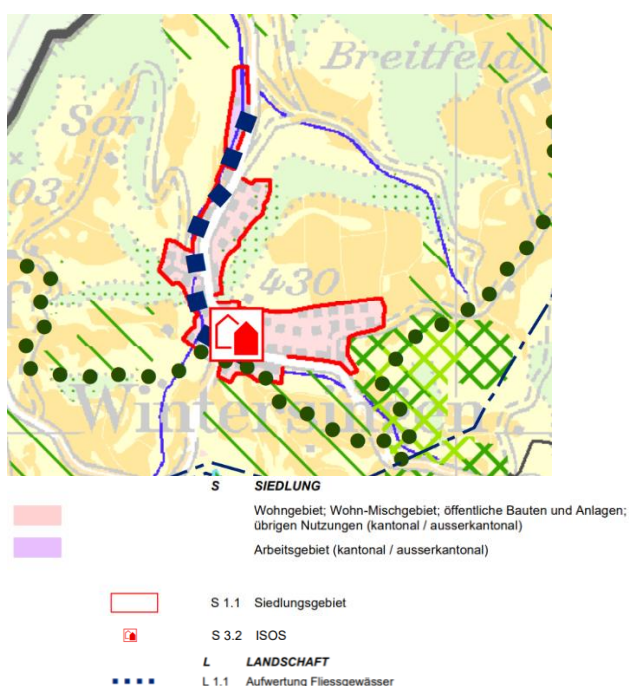 Breitfeld
Sor
03
430
f
Wintersingen
S SIEDLUNG
Wohngebiet; Wohn-Mischgebiet; öffentliche Bauten und Anlagen;
übrigen Nutzungen (kantonal / ausserkantonal)
Arbeitsgebiet (kantonal / ausserkantonal)
S 1.1 Siedlungsgebiet
S 3.2 ISOS
L LANDSCHAFT
L 1.1 Aufwertung Fliessgewässer